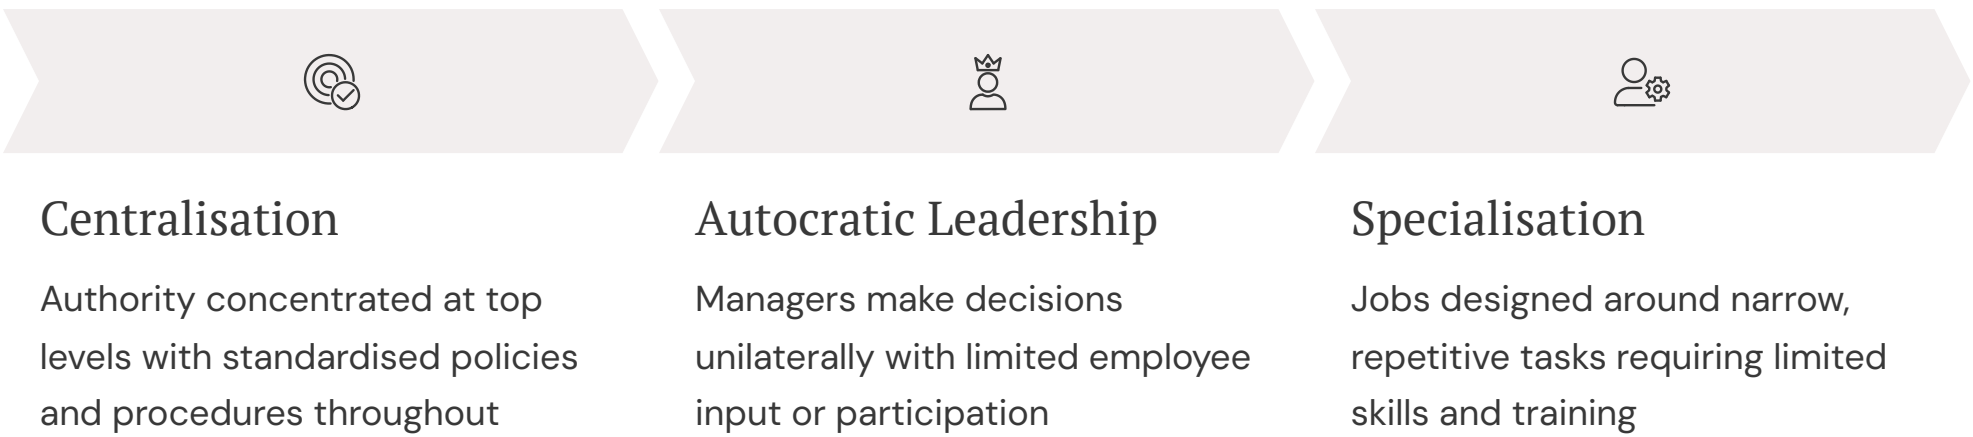 Centralisation
Authority concentrated at top
levels with standardised policies
and procedures throughout
Autocratic Leadership
Managers make decisions
unilaterally with limited employee
input or participation
Specialisation
Jobs designed around narrow,
repetitive tasks requiring limited
skills and training